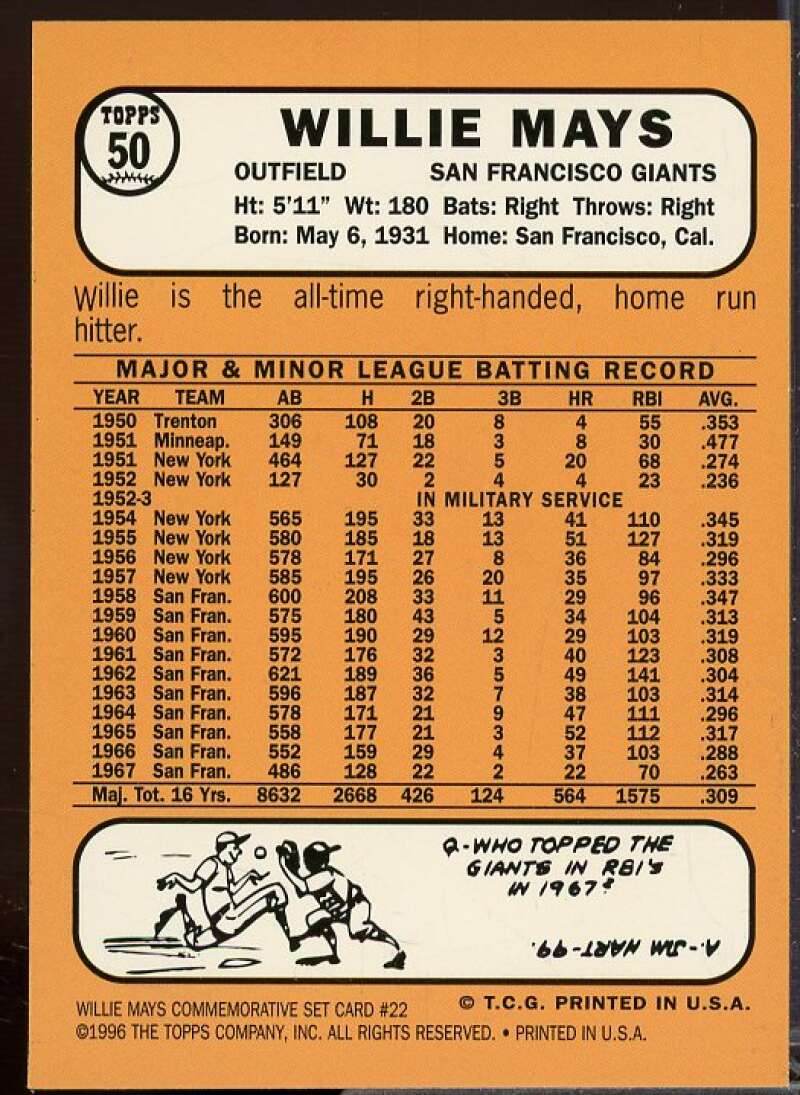 TOPPS
50
WILLIE MAYS
OUTFIELD SAN FRANCISCO GIANTS
Ht: 5'11" Wt: 180 Bats: Right Throws: Right
Born: May 6, 1931 Home: San Francisco, Cal.
Willie is the all-time right-handed, home run
hitter.
MAJOR & MINOR LEAGUE BATTING RECORD
YEAR TEAM AB H 2B 3B HR RBI AVG.
1950 Trenton 306 108 20 8 4 55 .353
1951 Minneap. 149 71 18 3 8 30 .477
1951 New York 464 127 22 5 20 68 .274
1952 New York 127 30 2 4 4 23 .236
1952-3 IN MILITARY SERVICE
1954 New York 565 195 33 13 41 110 .345
1955 New York 580 185 18 13 51 127 .319
1956 New York 578 171 27 8 36 84 .296
1957 New York 585 195 26 20 35 97 .333
1958 San Fran. 600 208 33 11 29 96 .347
1959 San Fran. 575 180 43 5 34 104 .313
1960 San Fran. 595 190 29 12 29 103 .319
1961 San Fran. 572 176 32 3 40 123 .308
1962 San Fran. 621 189 36 5 49 141 .304
1963 San Fran. 596 187 32 7 38 103 .314
1964 San Fran. 578 171 21 9 47 111 .296
1965 San Fran. 558 177 21 3 52 112 .317
1966 San Fran. 552 159 29 4 37 103 .288
1967 San Fran. 486 128 22 2 22 70 .263
Maj. Tot. 16 Yrs. 8632 2668 426 124 564 1575 .309
Q-WHO TOPPED THE
GIANTS IN RBI'S
IN 1967?
A-JIM HART-99.
WILLIE MAYS COMMEMORATIVE SET CARD #22 © T.C.G. PRINTED IN U.S.A.
©1996 THE TOPPS COMPANY, INC. ALL RIGHTS RESERVED. • PRINTED IN U.S.A.